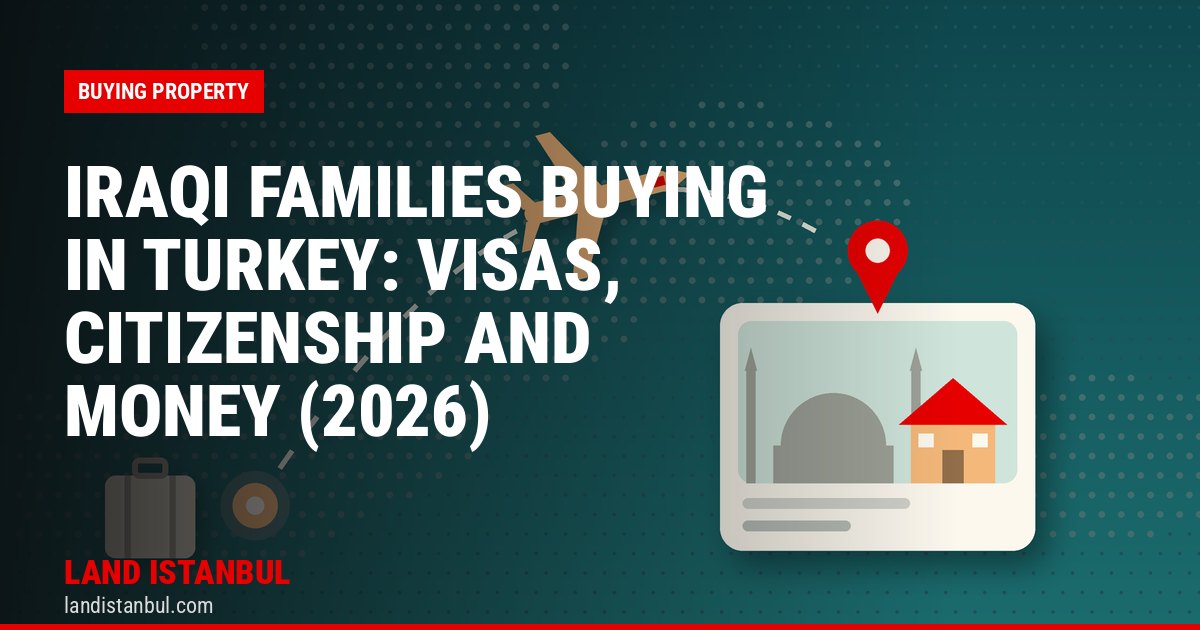 BUYING PROPERTY
IRAQI FAMILIES BUYING
IN TURKEY: VISAS,
CITIZENSHIP AND
MONEY (2026)
LAND ISTANBUL
landistanbul.com